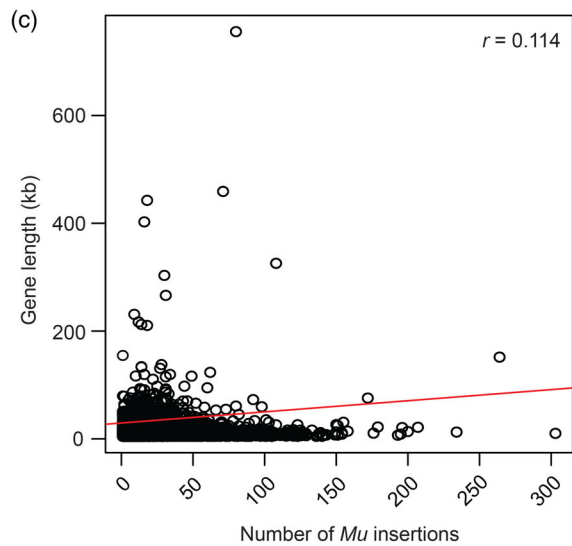 (c)
r = 0.114
Gene length (kb)
600
400
200
0
0 50 100 150 200 250 300
Number of Mu insertions